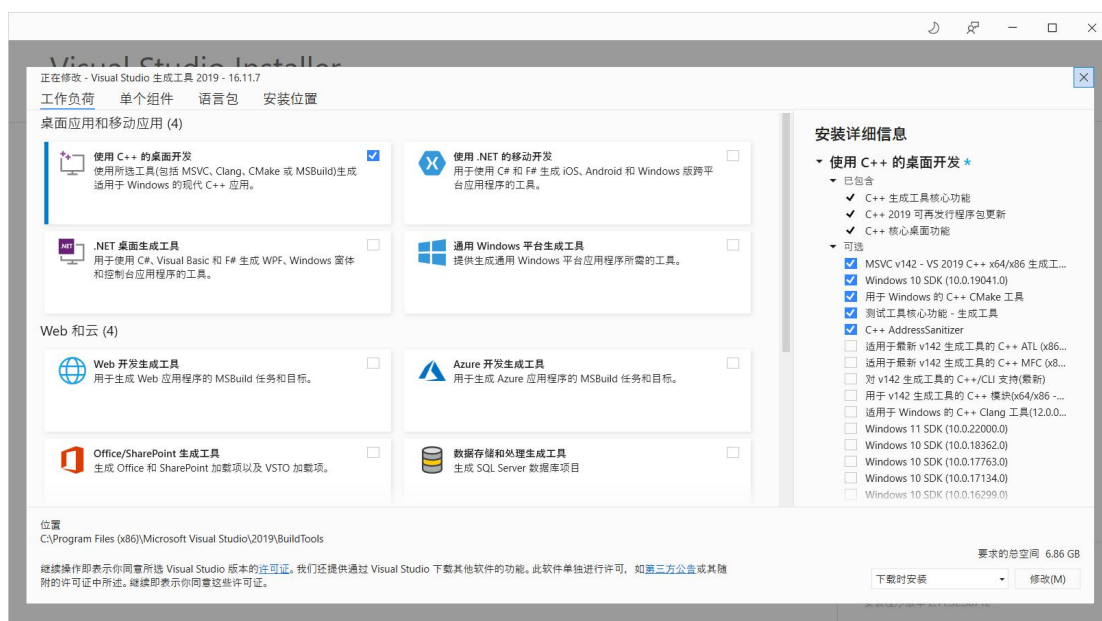 Visual Studio Installer
正在修改 - Visual Studio 生成工具 2019 - 16.11.7
工作负荷 单个组件 语言包 安装位置
桌面应用和移动应用 (4)
使用 C++ 的桌面开发
使用所选工具(包括 MSVC, Clang, CMake 或 MSBuild)生成
适用于 Windows 的现代 C++ 应用。
使用 .NET 的移动开发
用于使用 C# 和 F# 生成 iOS、Android 和 Windows 版跨平
台应用程序的工具。
.NET 桌面生成工具
用于使用 C#、Visual Basic 和 F# 生成 WPF、Windows 窗体
和控制台应用程序的工具。
通用 Windows 平台生成工具
提供生成通用 Windows 平台应用程序所需的工具。
Web 和云 (4)
Web 开发生成工具
用于生成 Web 应用程序的 MSBuild 任务和目标。
Azure 开发生成工具
用于生成 Azure 应用程序的 MSBuild 任务和目标。
Office/SharePoint 生成工具
生成 Office 和 SharePoint 加载项以及 VSTO 加载项。
数据存储和处理生成工具
生成 SQL Server 数据库项目
安装详细信息
使用 C++ 的桌面开发 *
已包含
C++ 生成工具核心功能
C++ 2019 可再发行程序包更新
C++ 核心桌面功能
可选
MSVC v142 - VS 2019 C++ x64/x86 生成工...
Windows 10 SDK (10.0.19041.0)
用于 Windows 的 C++ CMake 工具
测试工具核心功能 - 生成工具
C++ AddressSanitizer
适用于最新 v142 生成工具的 C++ ATL (x86...
适用于最新 v142 生成工具的 C++ MFC (x8...
对 v142 生成工具的 C++/CLI 支持(最新)
用于 v142 生成工具的 C++ 模块(x64/x86 -...
适用于 Windows 的 C++ Clang 工具(12.0.0...
Windows 11 SDK (10.0.22000.0)
Windows 10 SDK (10.0.18362.0)
Windows 10 SDK (10.0.17763.0)
Windows 10 SDK (10.0.17134.0)
Windows 10 SDK (10.0.16299.0)
位置
C:\Program Files (x86)\Microsoft Visual Studio\2019\BuildTools
继续操作即表示你同意所选 Visual Studio 版本的许可证。我们还提供通过 Visual Studio 下载其他软件的功能。此软件单独进行许可，如第三方公告或其随
附的许可证中所述。继续即表示你同意这些许可证。
要求的总空间 6.86 GB
下载时安装
修改(M)